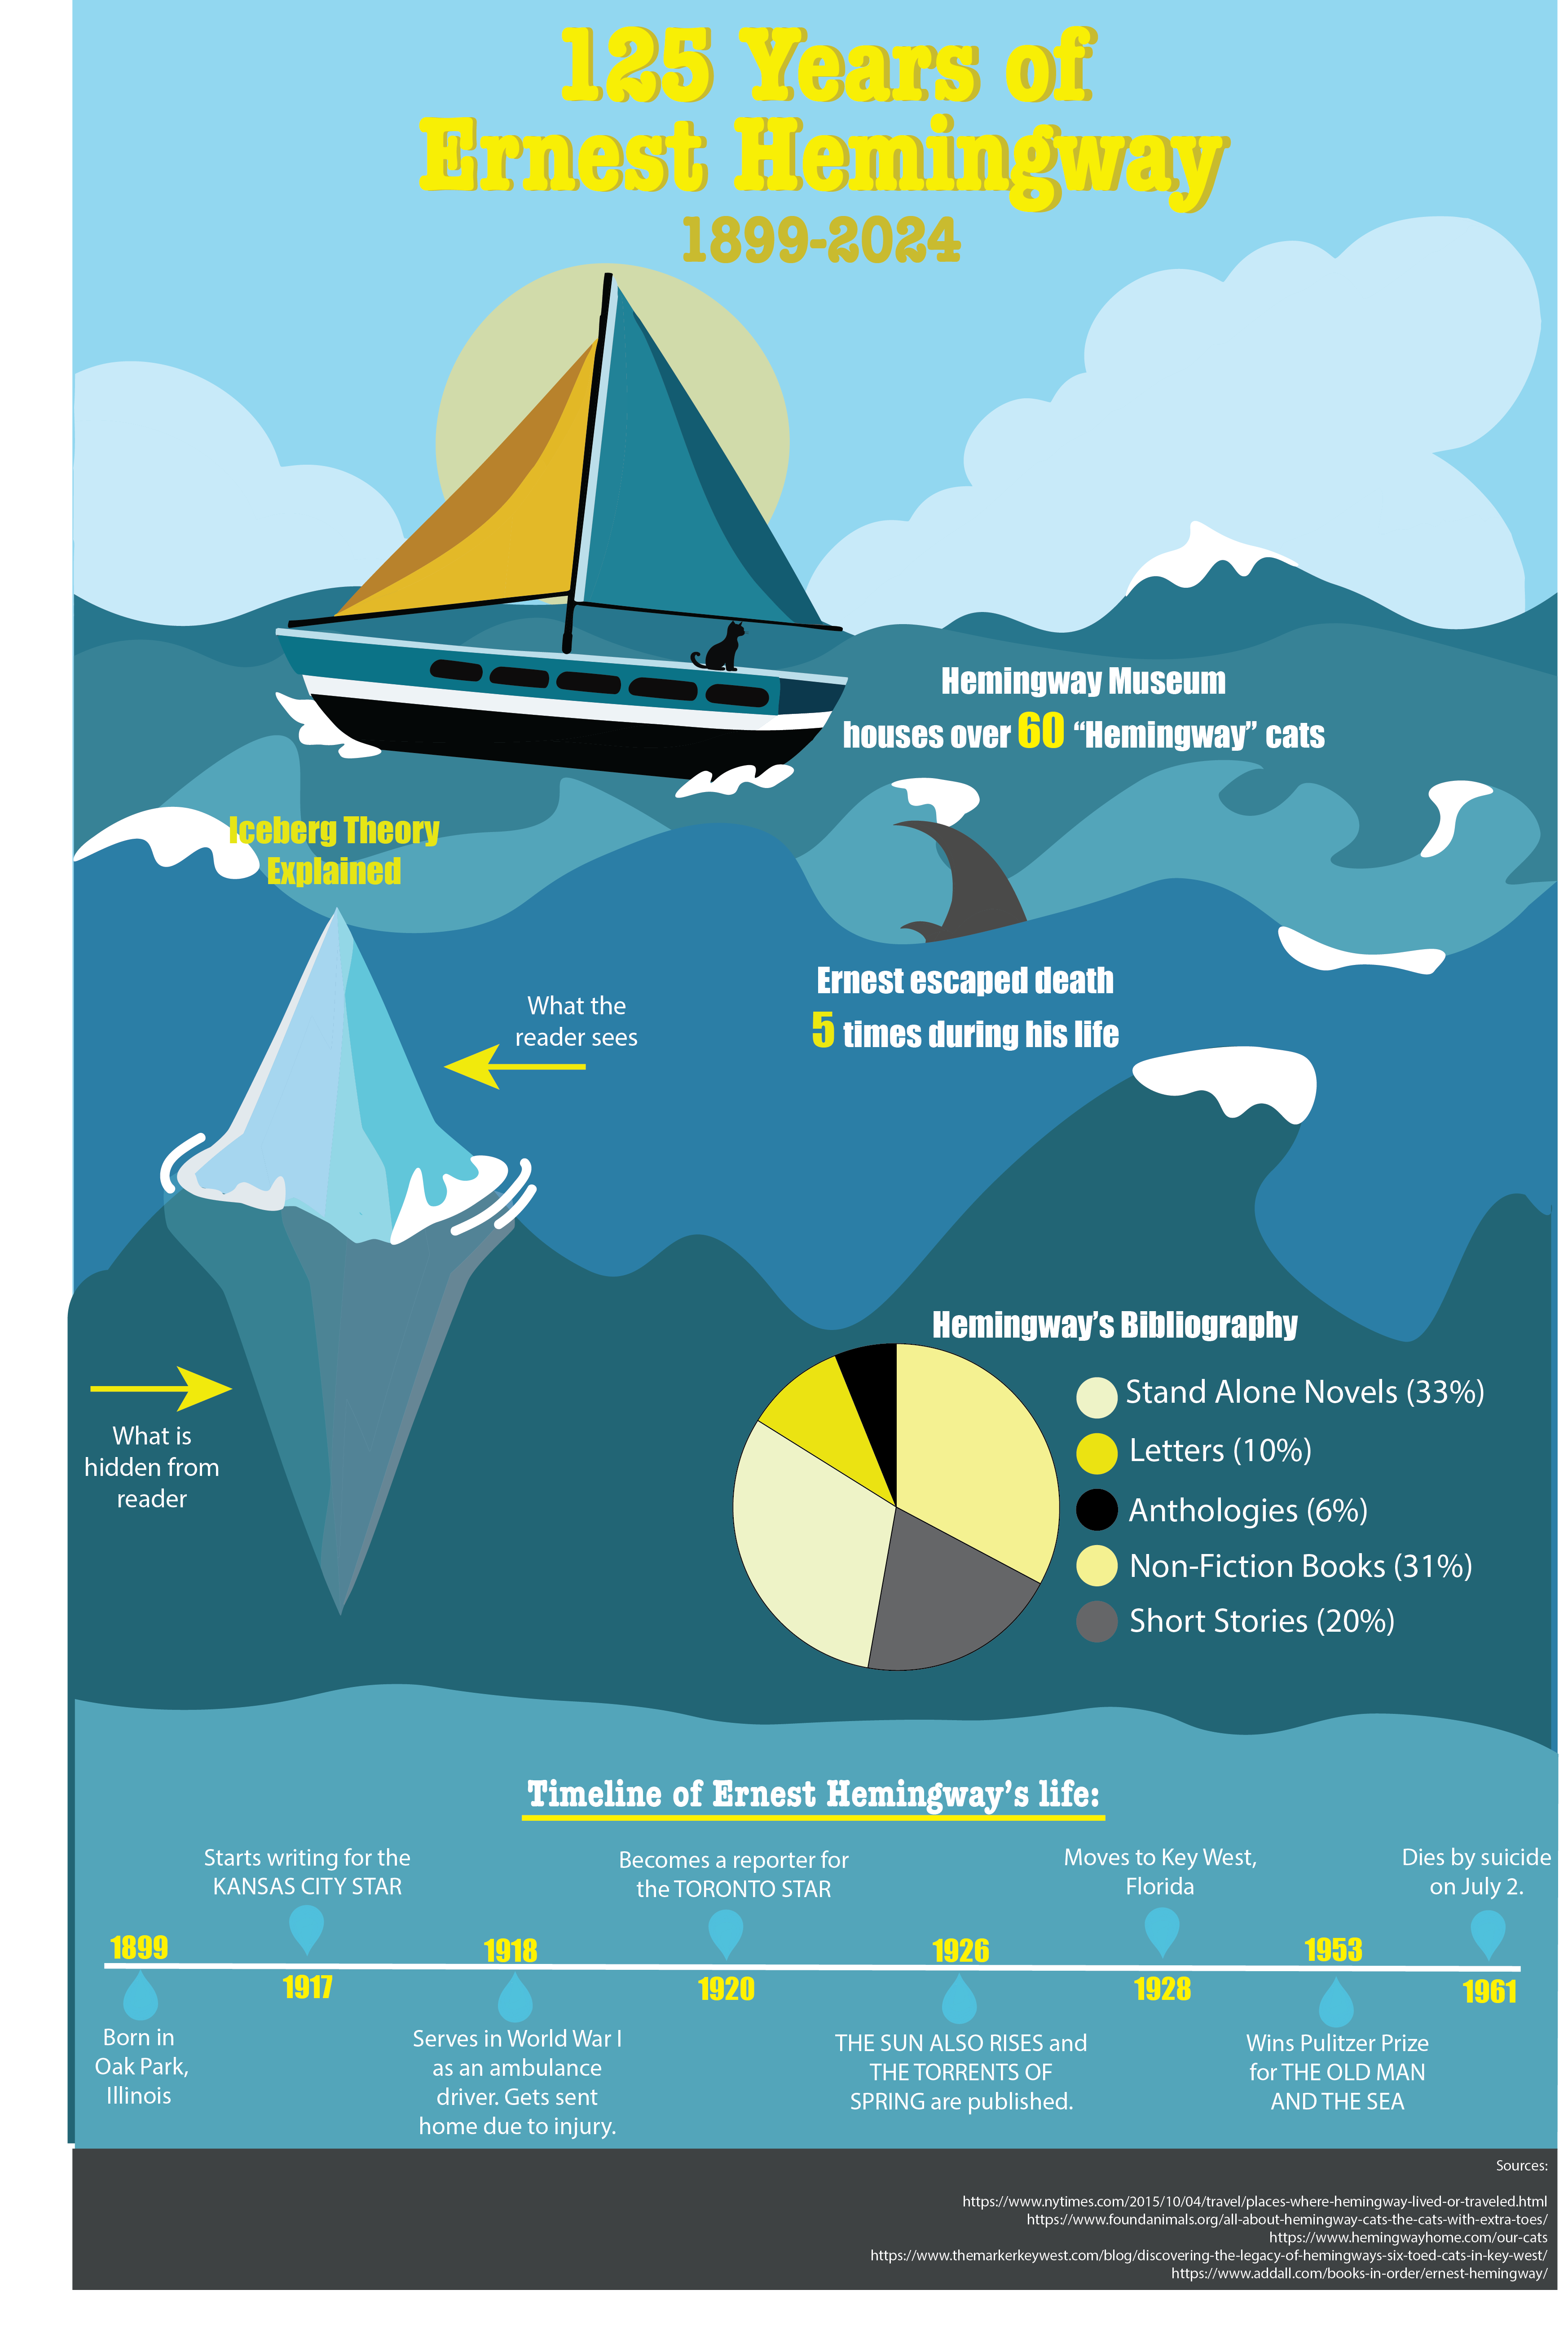 125 Years of
Ernest Hemingway
1899-2024
Hemingway Museum
houses over 60 “Hemingway” cats
Iceberg Theory
Explained
What the
reader sees
Ernest escaped death
5 times during his life
What is
hidden from
reader
Hemingway’s Bibliography
Stand Alone Novels (33%)
Letters (10%)
Anthologies (6%)
Non-Fiction Books (31%)
Short Stories (20%)
Timeline of Ernest Hemingway’s life:
1899
Born in
Oak Park,
Illinois
Starts writing for the
KANSAS CITY STAR
1917
1918
Serves in World War I
as an ambulance
driver. Gets sent
home due to injury.
Becomes a reporter for
the TORONTO STAR
1920
1926
THE SUN ALSO RISES and
THE TORRENTS OF
SPRING are published.
Moves to Key West,
Florida
1928
1953
Wins Pulitzer Prize
for THE OLD MAN
AND THE SEA
Dies by suicide
on July 2.
1961
Sources:
https://www.nytimes.com/2015/10/04/travel/places-where-hemingway-lived-or-traveled.html
https://www.foundanimals.org/all-about-hemingway-cats-the-cats-with-extra-toes/
https://www.hemingwayhome.com/our-cats
https://www.themarkerkeywest.com/blog/discovering-the-legacy-of-hemingways-six-toed-cats-in-key-west/
https://www.addall.com/books-in-order/ernest-hemingway/